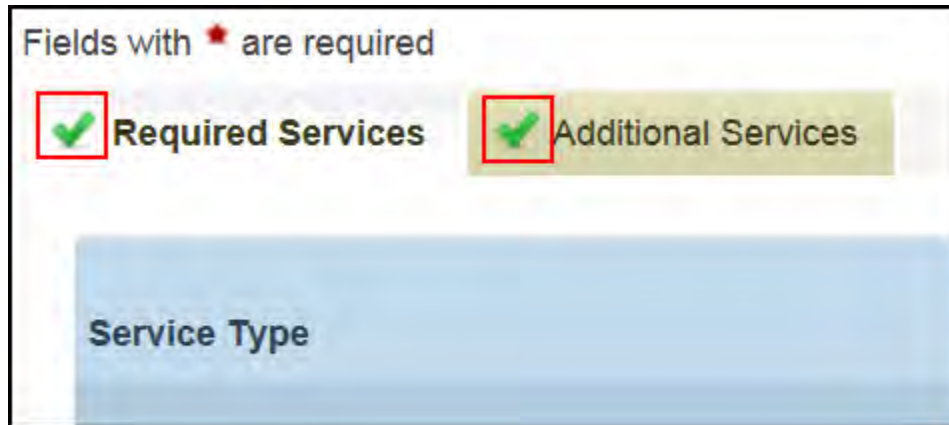 Fields with * are required
Required Services Additional Services
Service Type